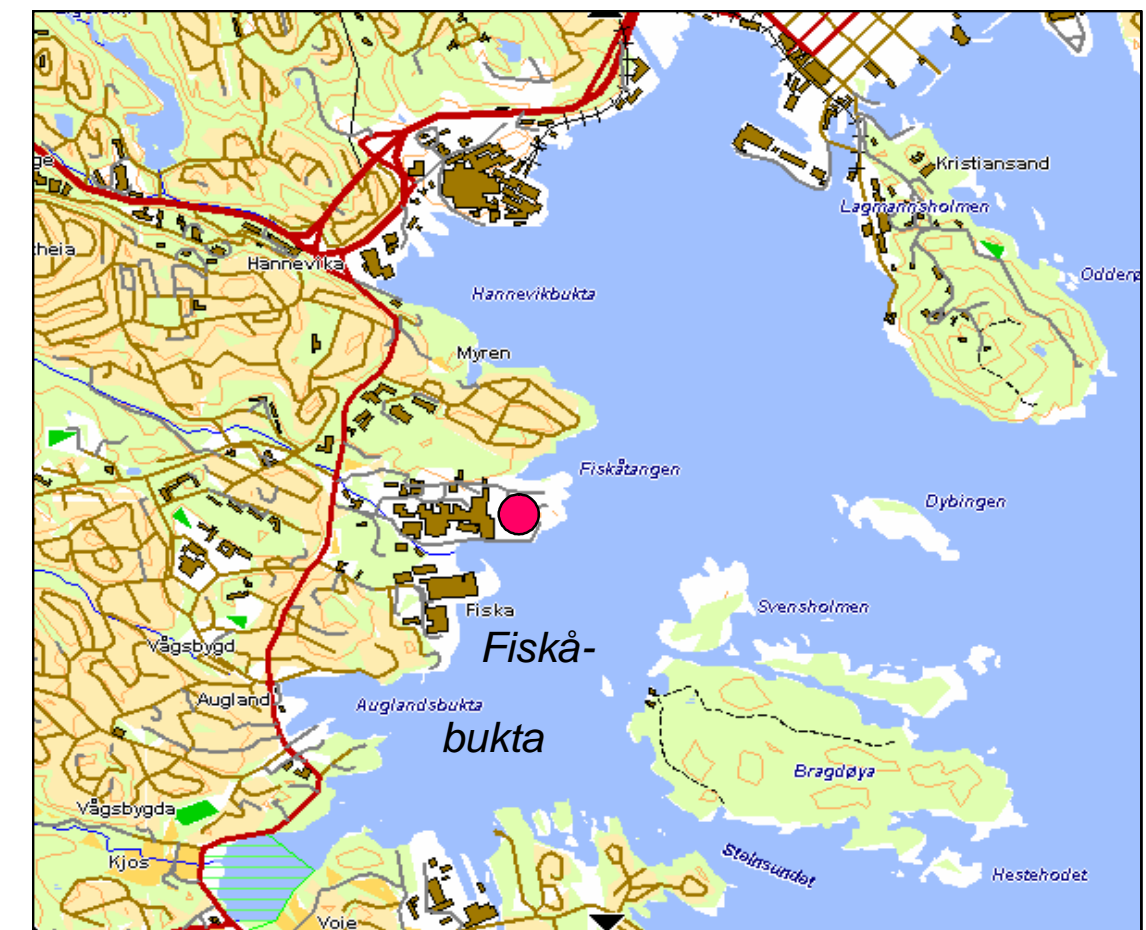 ge
Kristiansand
Lagmannsholmen
theia
Hannevika
Odderø
Hannevikbukta
Myren
Fiskåtangen
Dybingen
Fiska
Svensholmen
Fiskå-
Vågsbygd
Augland
Auglandsbukta
bukta
Bragdøya
Vågsbygda
Kjos
Steinsundet
Hestehodet
Voie